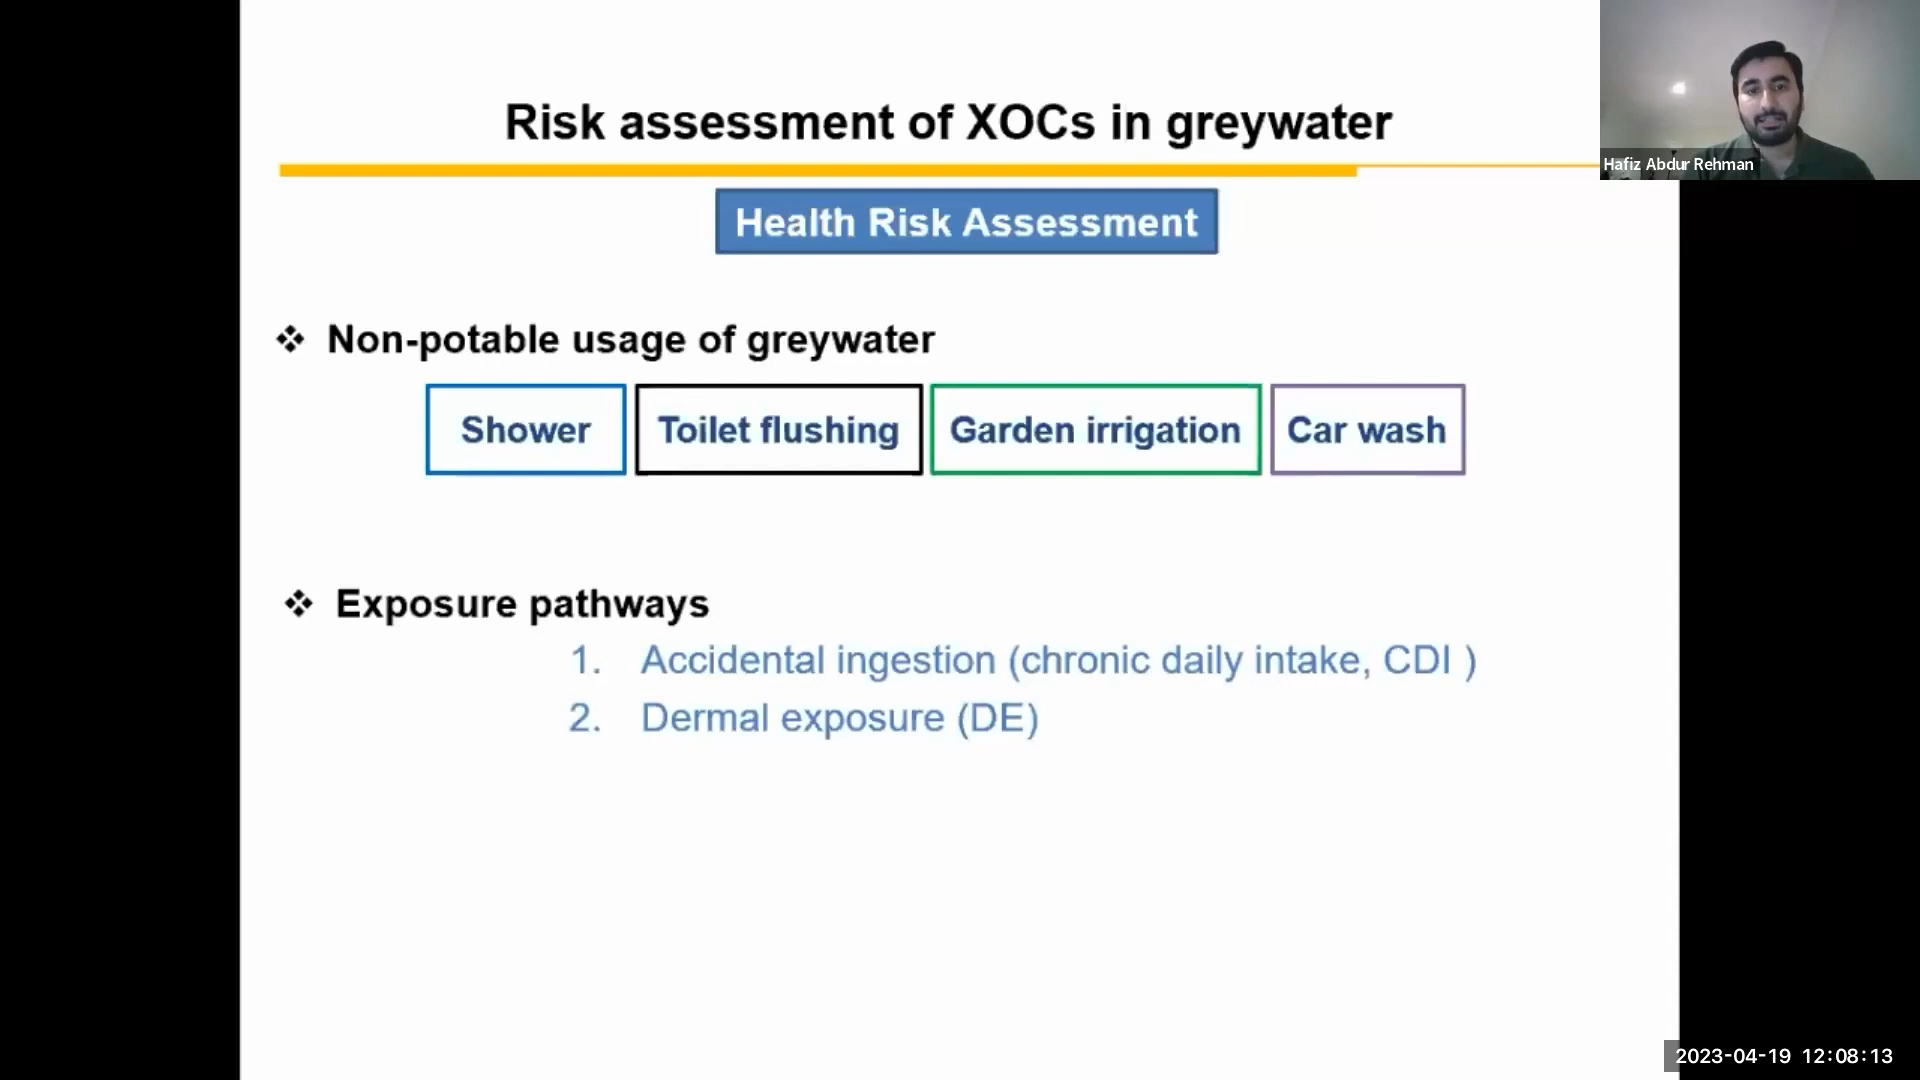 Risk assessment of XOCs in greywater
Hafiz Abdur Rehman
Health Risk Assessment
❖ Non-potable usage of greywater
Shower Toilet flushing Garden irrigation Car wash
❖ Exposure pathways
1. Accidental ingestion (chronic daily intake, CDI )
2. Dermal exposure (DE)
2023-04-19 12:08:13